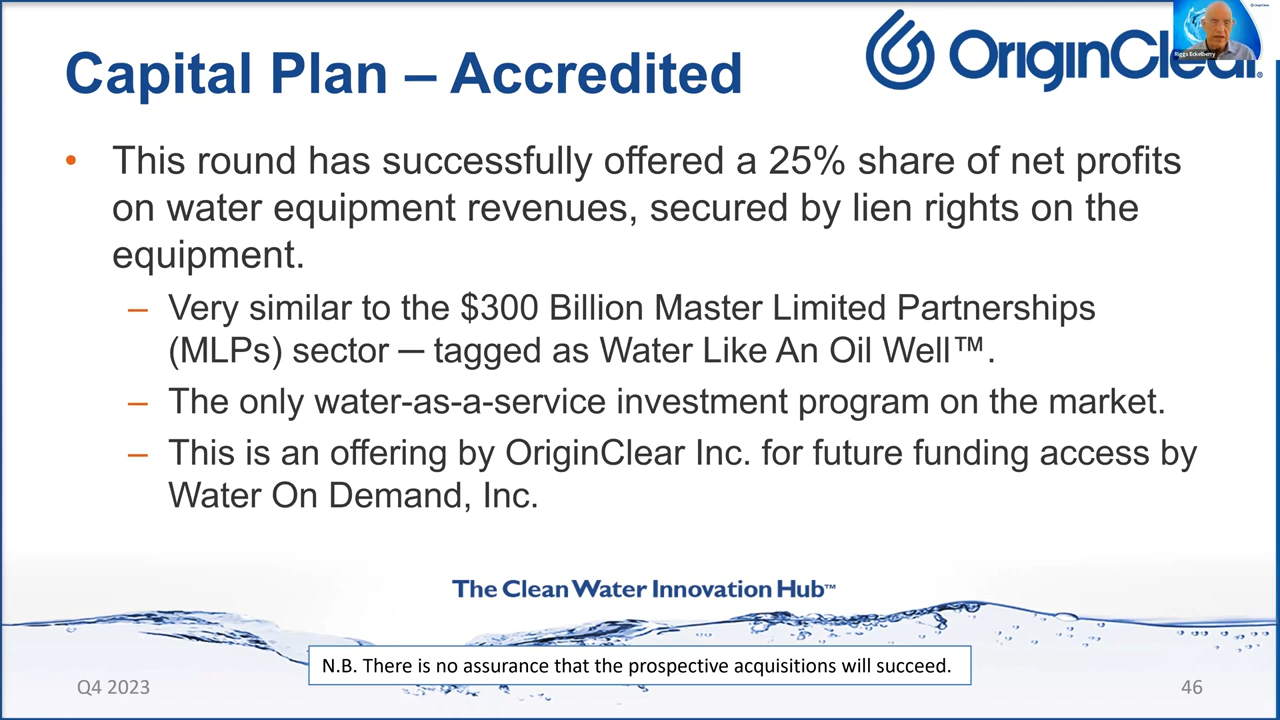 Capital Plan – Accredited
OriginClear®
OriginClear
Riggs Eckelberry
• This round has successfully offered a 25% share of net profits
on water equipment revenues, secured by lien rights on the
equipment.
– Very similar to the $300 Billion Master Limited Partnerships
(MLPs) sector ─ tagged as Water Like An Oil Well™.
– The only water-as-a-service investment program on the market.
– This is an offering by OriginClear Inc. for future funding access by
Water On Demand, Inc.
The Clean Water Innovation Hub™
N.B. There is no assurance that the prospective acquisitions will succeed.
Q4 2023
46